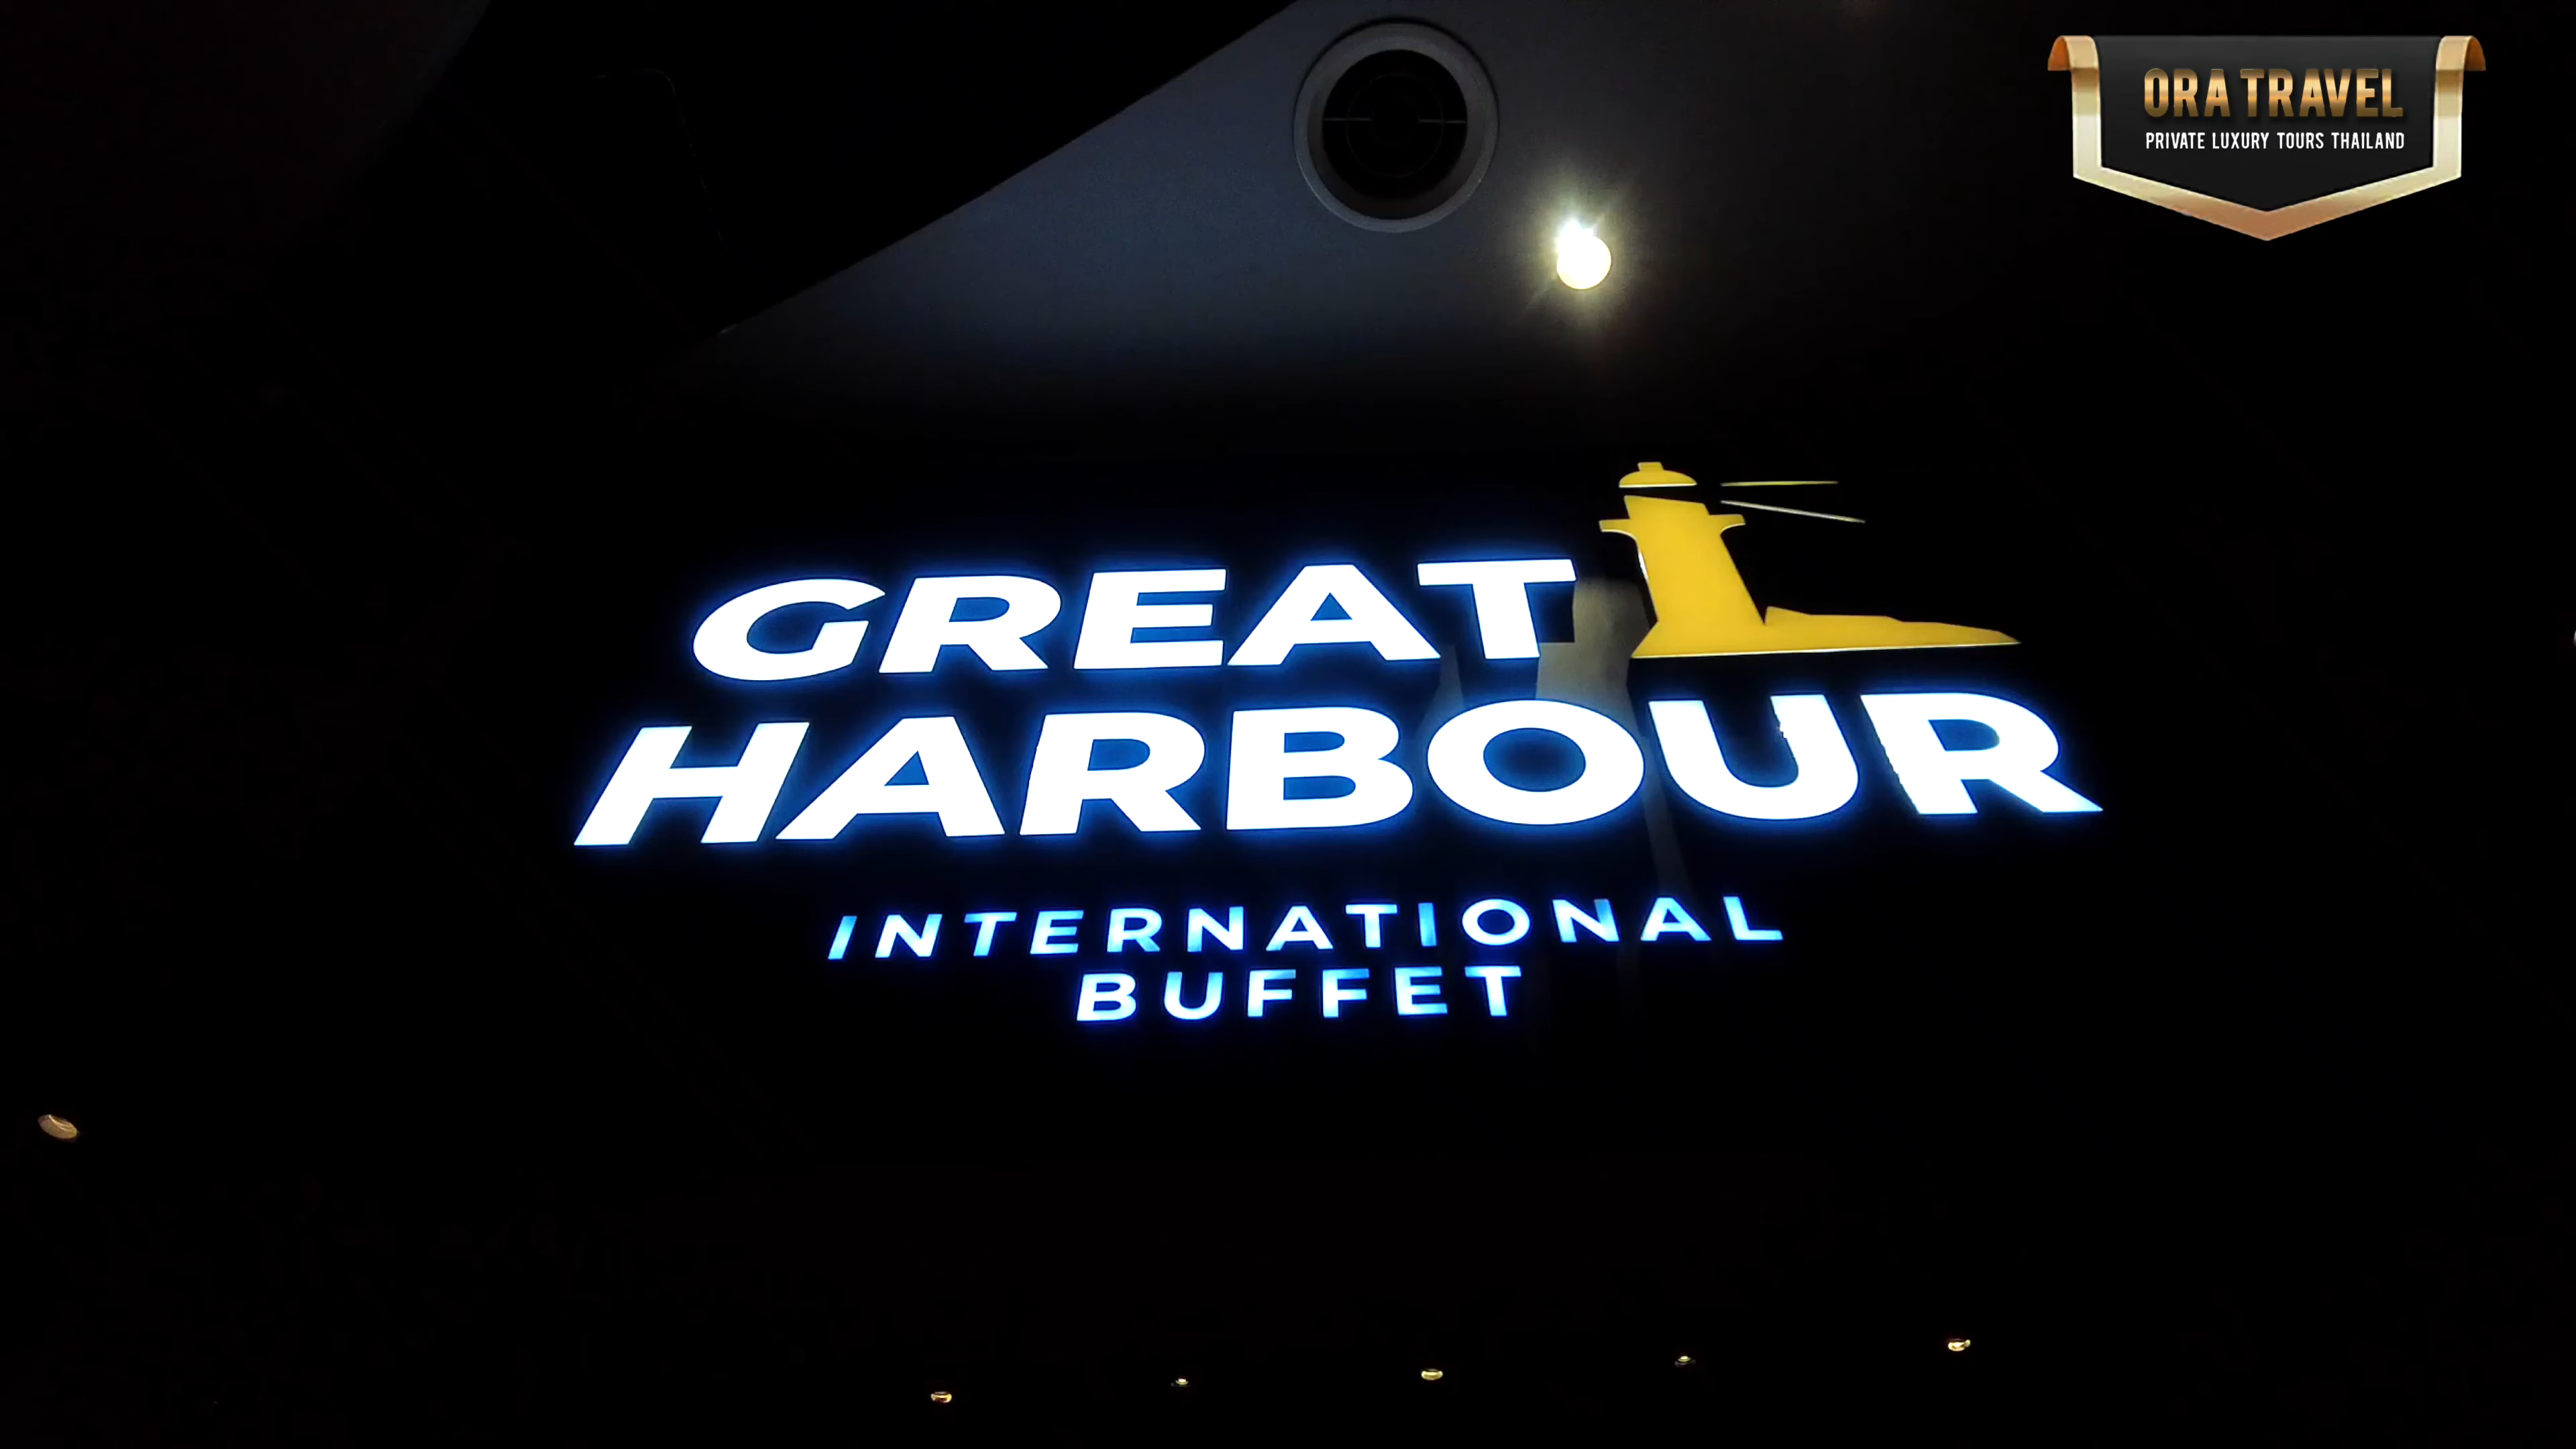 ORA TRAVEL
PRIVATE LUXURY TOURS THAILAND
GREAT
HARBOUR
INTERNATIONAL
BUFFET